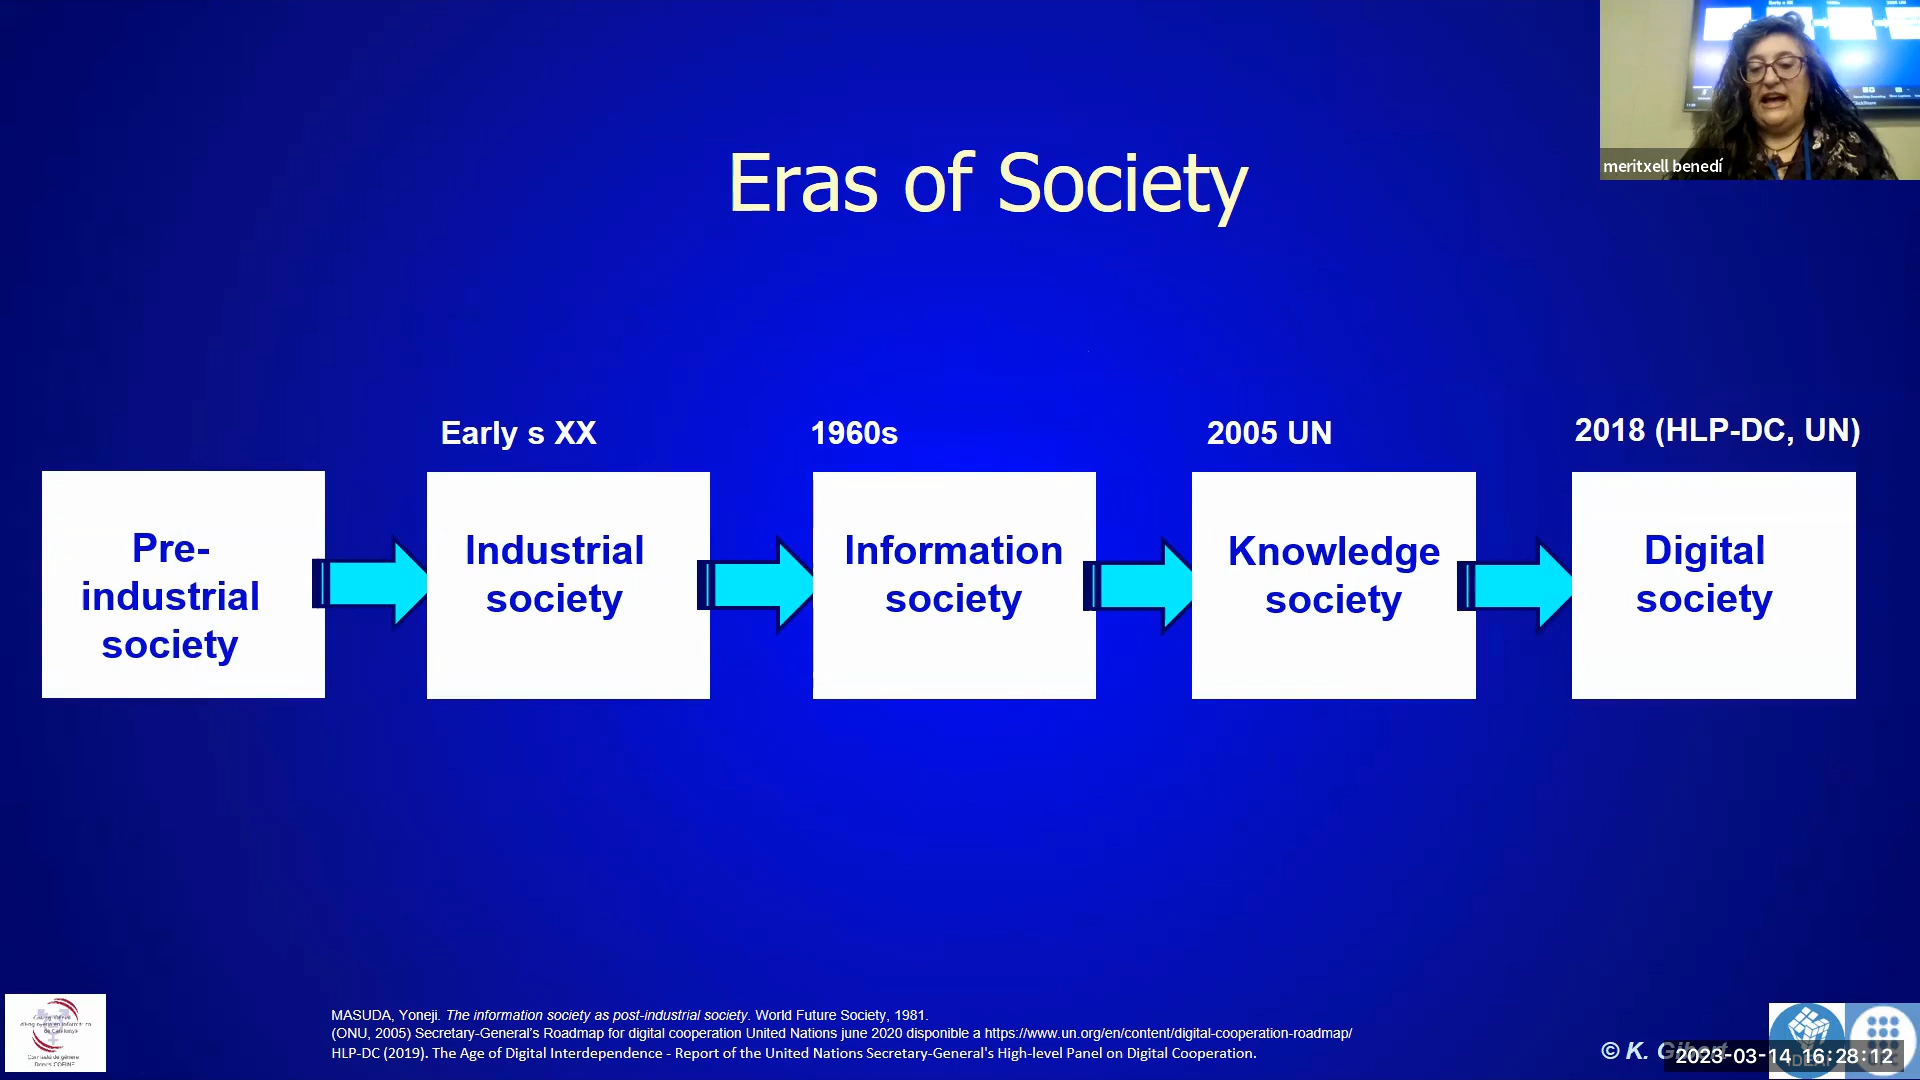 meritxell benedí
Eras of Society
Early s XX
1960s
2005 UN
2018 (HLP-DC, UN)
Pre-
industrial
society
Industrial
society
Information
society
Knowledge
society
Digital
society
MASUDA, Yoneji. The information society as post-industrial society. World Future Society, 1981.
(ONU, 2005) Secretary-General's Roadmap for digital cooperation United Nations june 2020 disponible a https://www.un.org/en/content/digital-cooperation-roadmap/
HLP-DC (2019). The Age of Digital Interdependence - Report of the United Nations Secretary-General's High-level Panel on Digital Cooperation.
© K. Gibert
2023-03-14 16:28:12